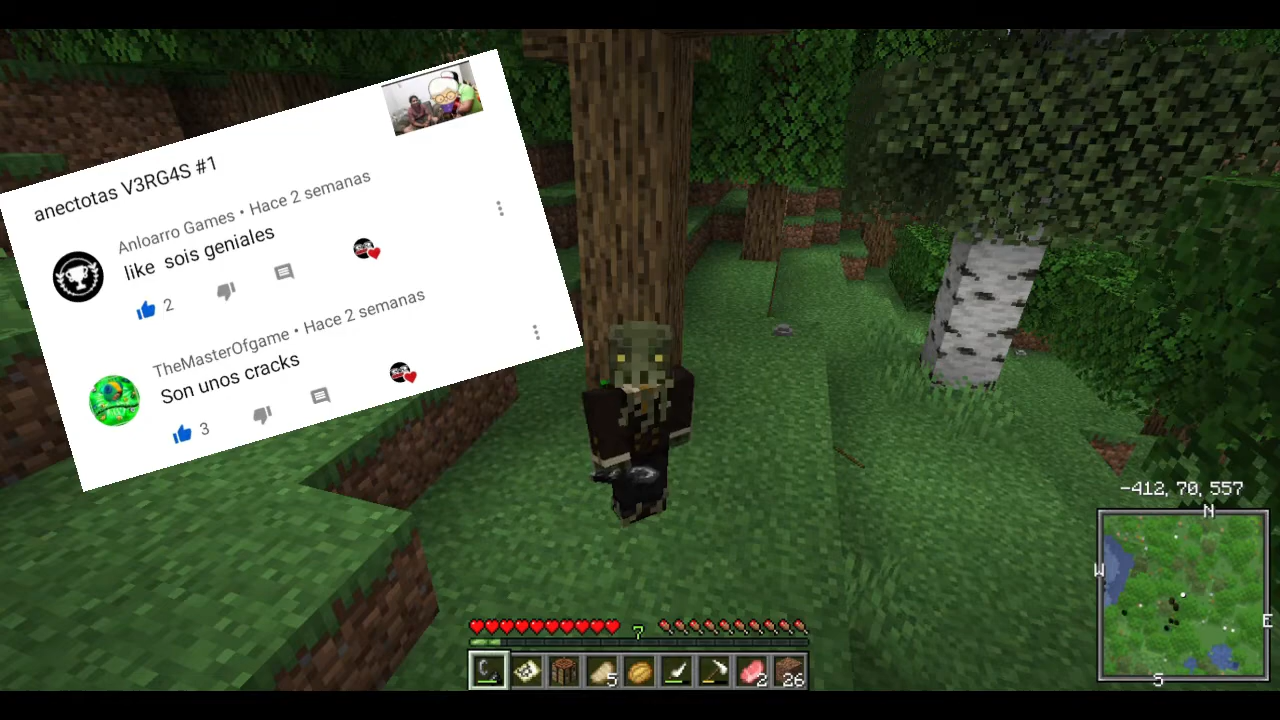 anectotas V3RG4S #1
Anloarro Games • Hace 2 semanas
like sois geniales
2
TheMasterOfgame • Hace 2 semanas
Son unos cracks
3
-412, 70, 557
N
W
E
S
7
5
2
26